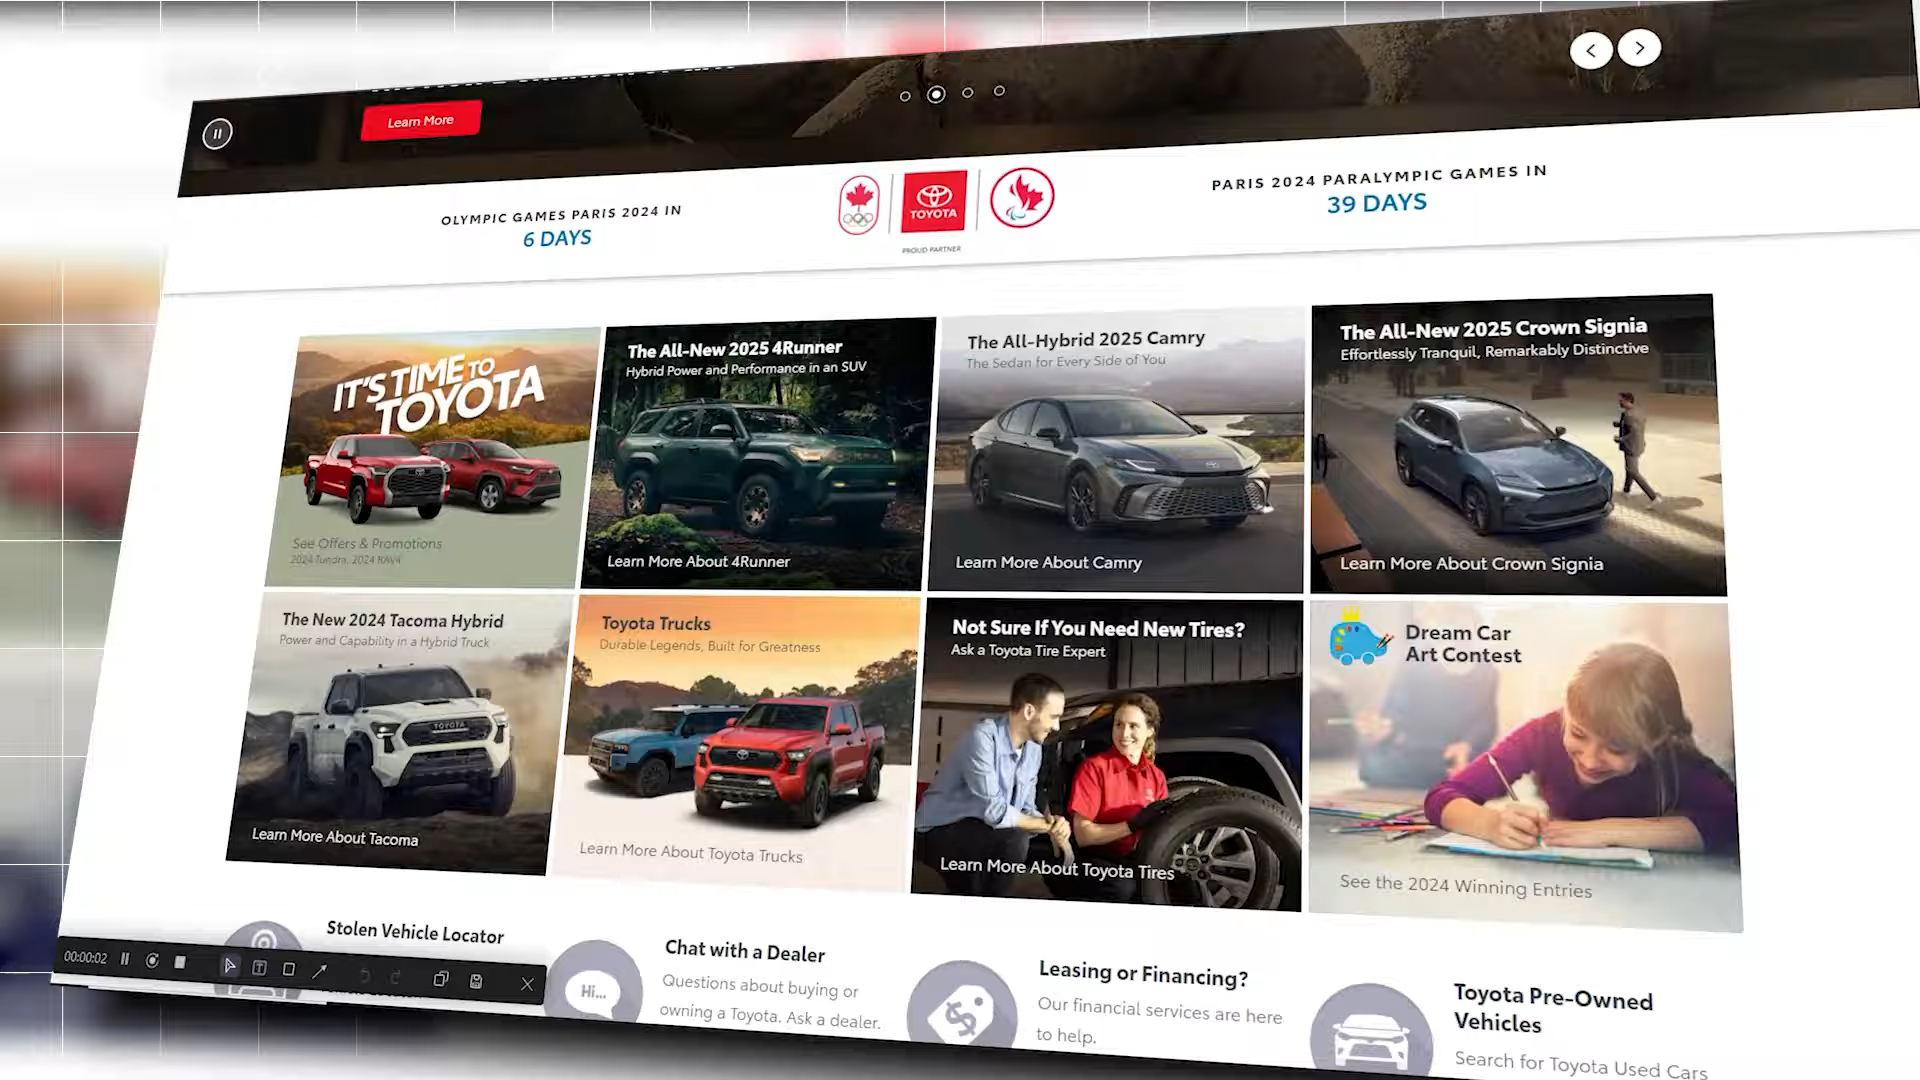 Learn More
OLYMPIC GAMES PARIS 2024 IN
6 DAYS
TOYOTA
PROUD PARTNER
PARIS 2024 PARALYMPIC GAMES IN
39 DAYS
IT'S TIME TO
TOYOTA
See Offers & Promotions
2024 Tundra, 2024 RAV4
The All-New 2025 4Runner
Hybrid Power and Performance in an SUV
Learn More About 4Runner
The All-Hybrid 2025 Camry
The Sedan for Every Side of You
Learn More About Camry
The All-New 2025 Crown Signia
Effortlessly Tranquil, Remarkably Distinctive
Learn More About Crown Signia
The New 2024 Tacoma Hybrid
Power and Capability in a Hybrid Truck
TOYOTA
Learn More About Tacoma
Toyota Trucks
Durable Legends, Built for Greatness
Learn More About Toyota Trucks
Not Sure If You Need New Tires?
Ask a Toyota Tire Expert
Learn More About Toyota Tires
Dream Car
Art Contest
See the 2024 Winning Entries
Stolen Vehicle Locator
00:00:02
T
Hi...
Chat with a Dealer
Questions about buying or
owning a Toyota. Ask a dealer.
$
Leasing or Financing?
Our financial services are here
to help.
Toyota Pre-Owned
Vehicles
Search for Toyota Used Cars